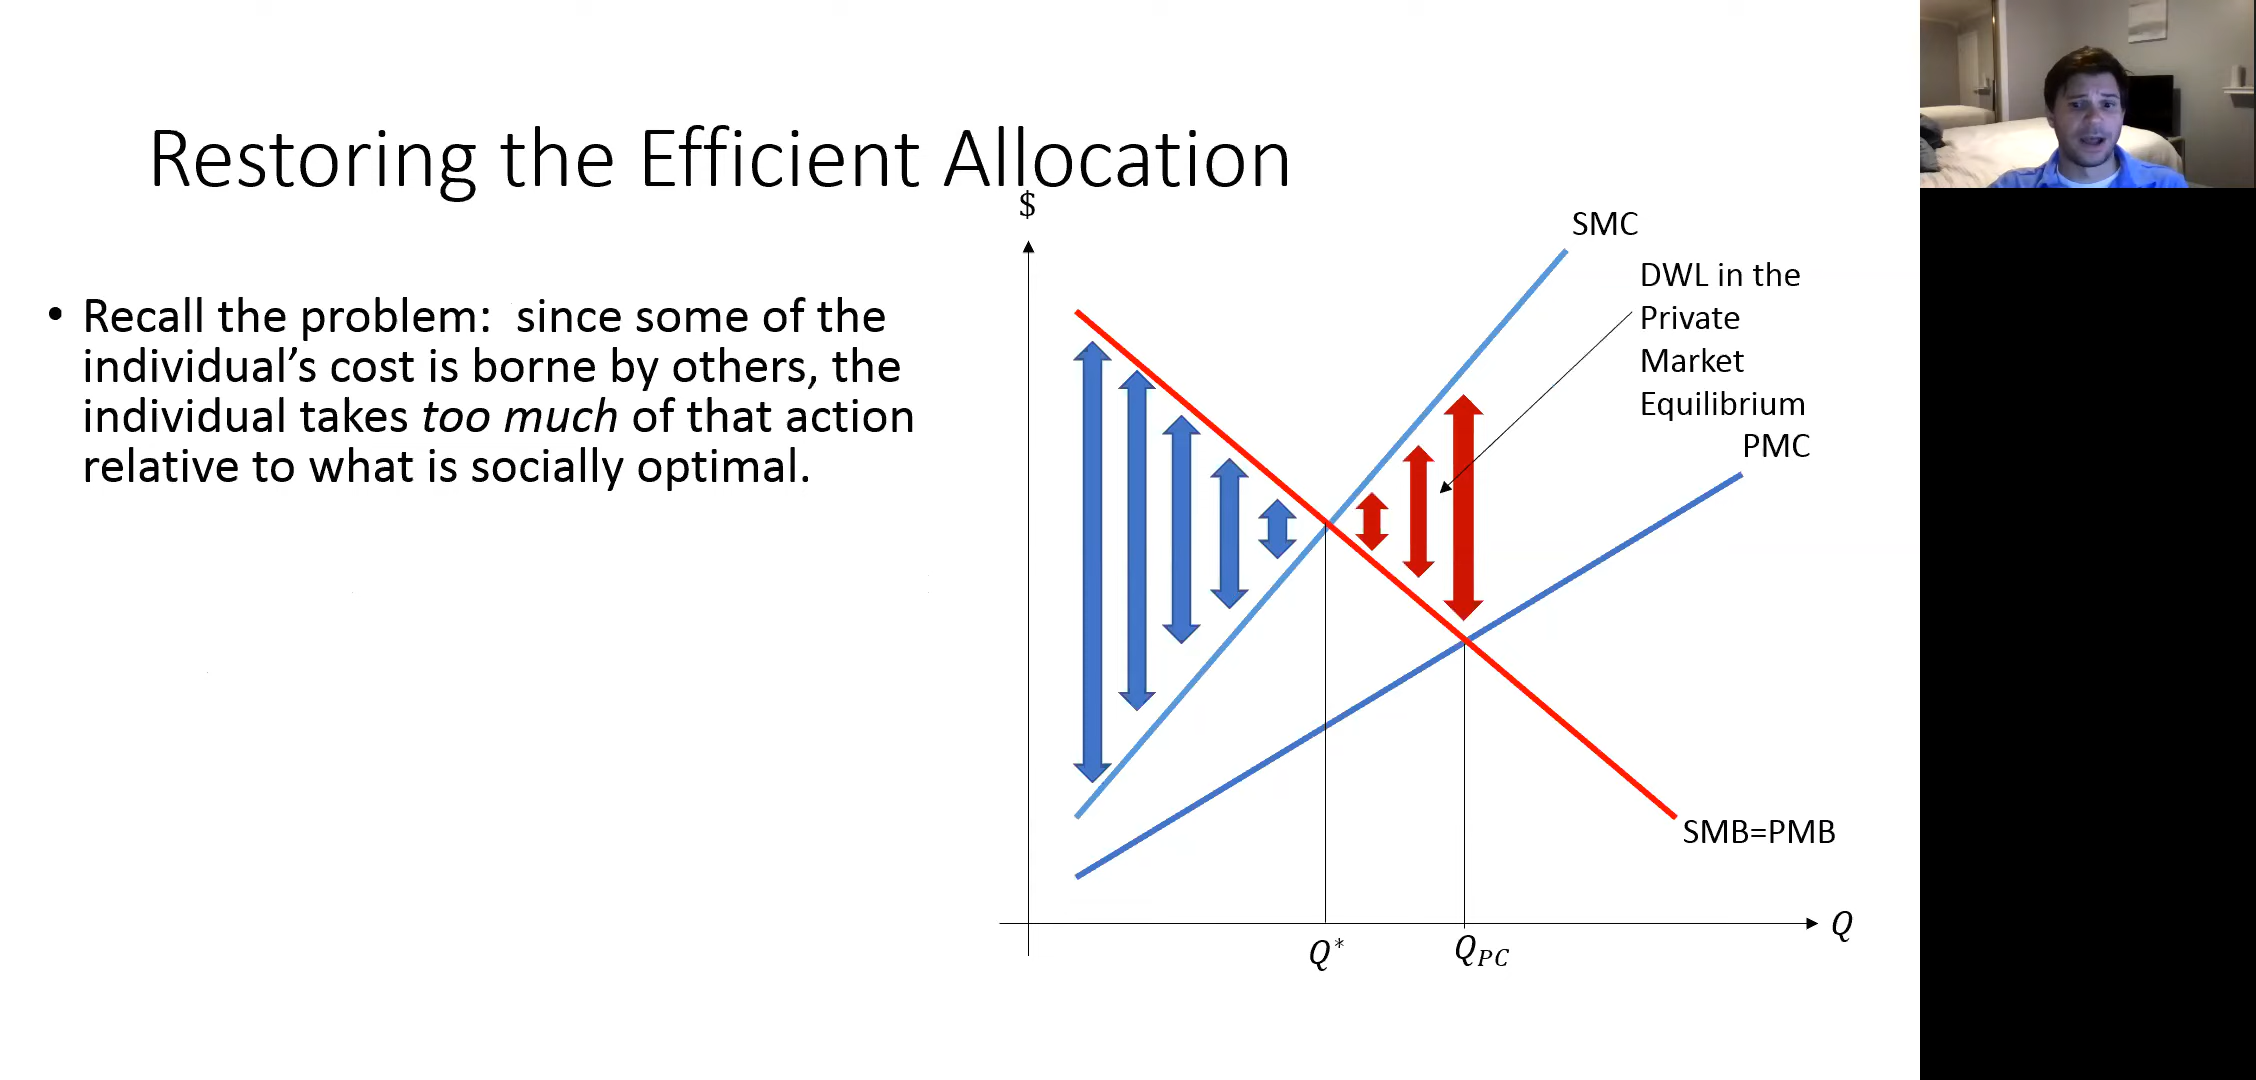 Restoring the Efficient Allocation
• Recall the problem:  since some of the
individual’s cost is borne by others, the
individual takes too much of that action
relative to what is socially optimal.
$
SMC
DWL in the
Private
Market
Equilibrium
PMC
SMB=PMB
Q
Q*
Q_PC